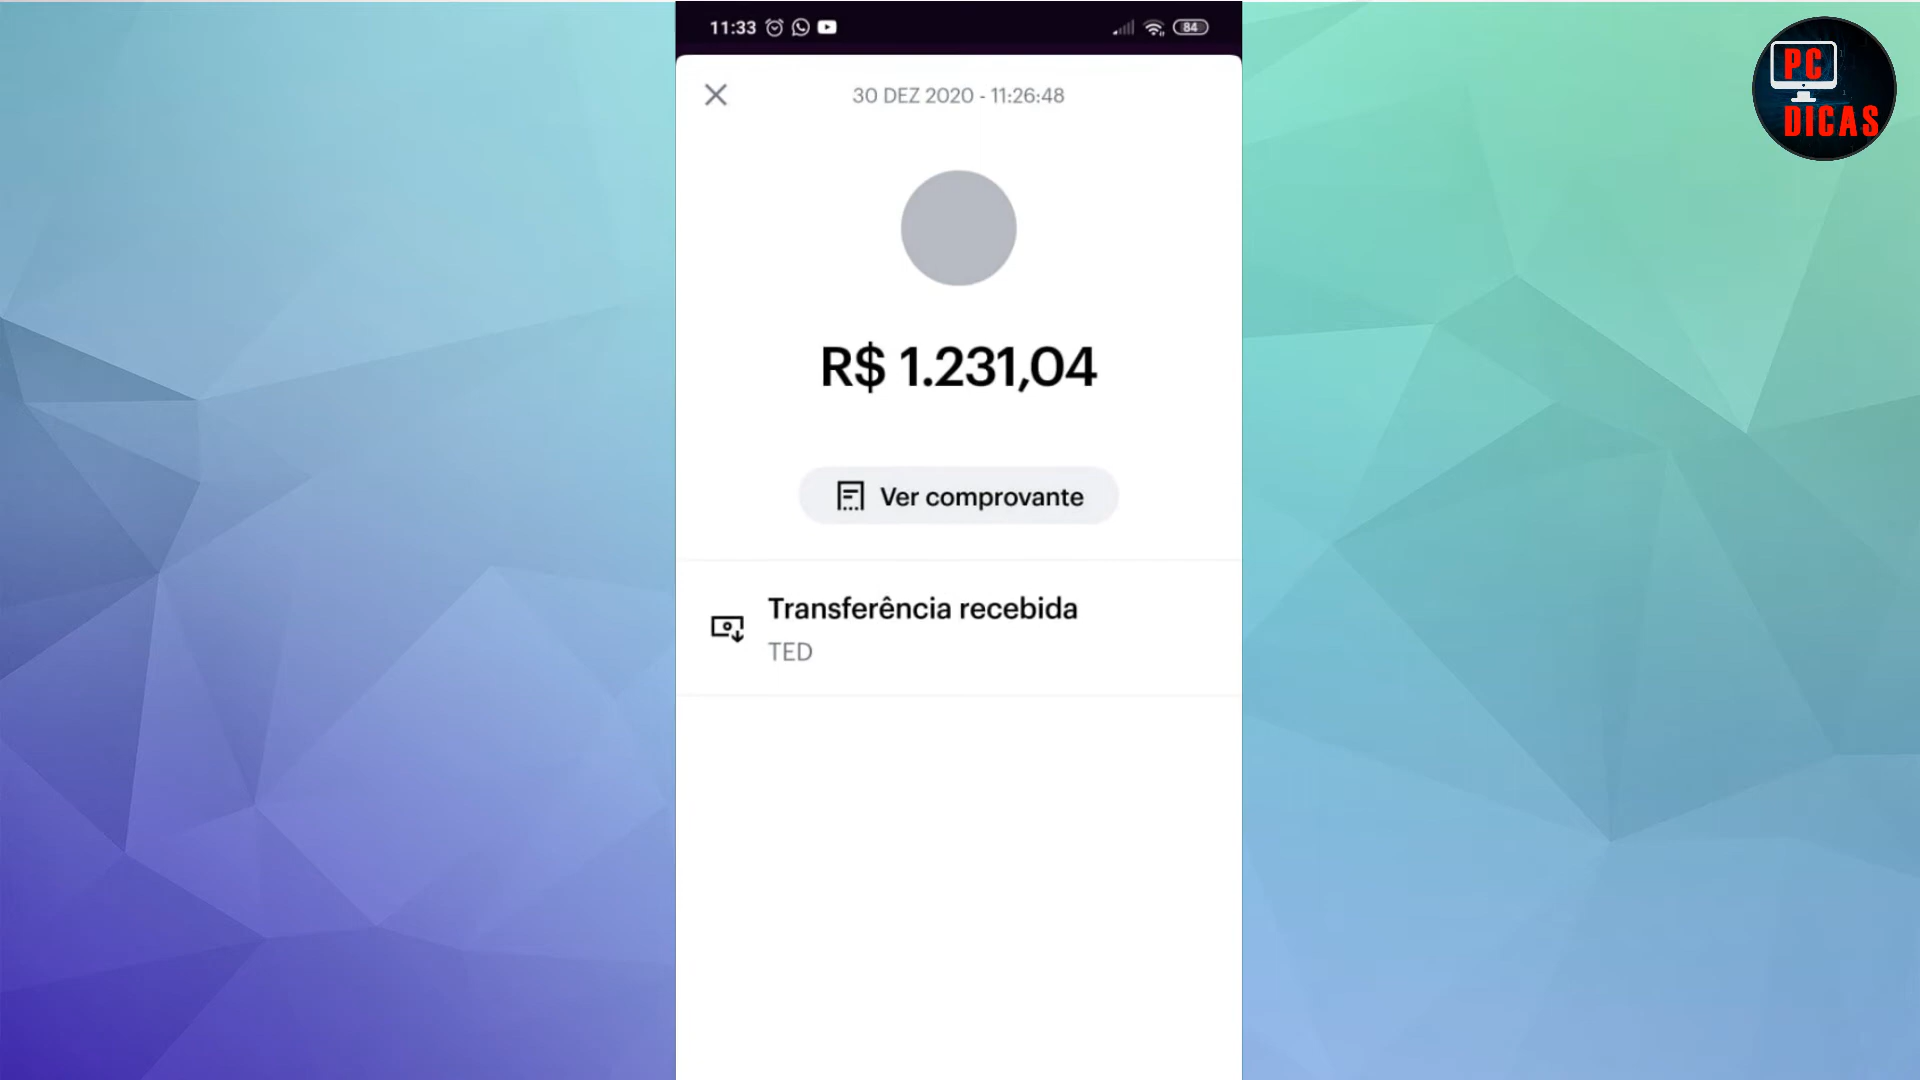 11:33
84
30 DEZ 2020 - 11:26:48
R$ 1.231,04
Ver comprovante
Transferência recebida
TED
PC
DICAS